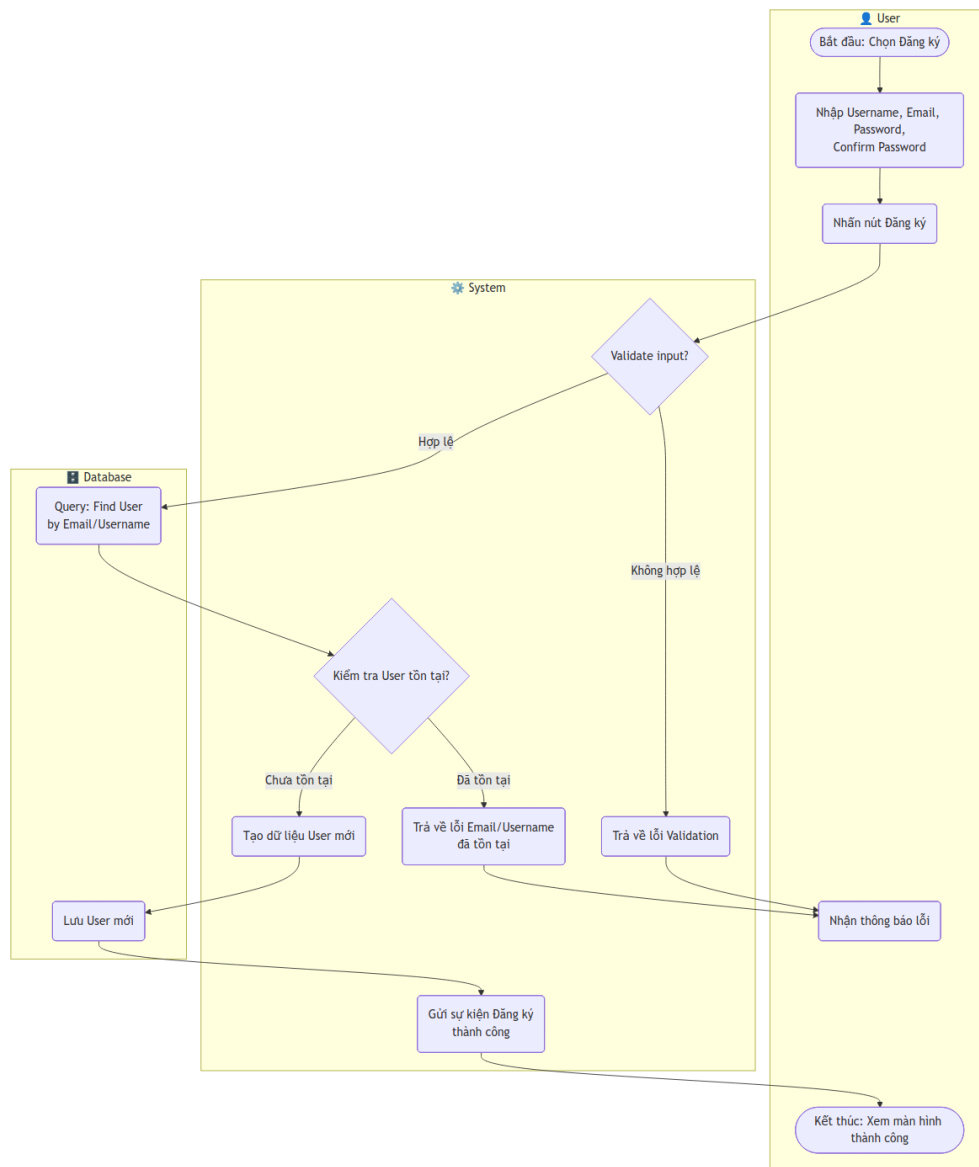 👤 User
Bắt đầu: Chọn Đăng ký
Nhập Username, Email,
Password,
Confirm Password
Nhấn nút Đăng ký
⚙️ System
Validate input?
Hợp lệ
🗄️ Database
Query: Find User
by Email/Username
Không hợp lệ
Kiểm tra User tồn tại?
Chưa tồn tại
Đã tồn tại
Tạo dữ liệu User mới
Trả về lỗi Email/Username
đã tồn tại
Trả về lỗi Validation
Lưu User mới
Nhận thông báo lỗi
Gửi sự kiện Đăng ký
thành công
Kết thúc: Xem màn hình
thành công